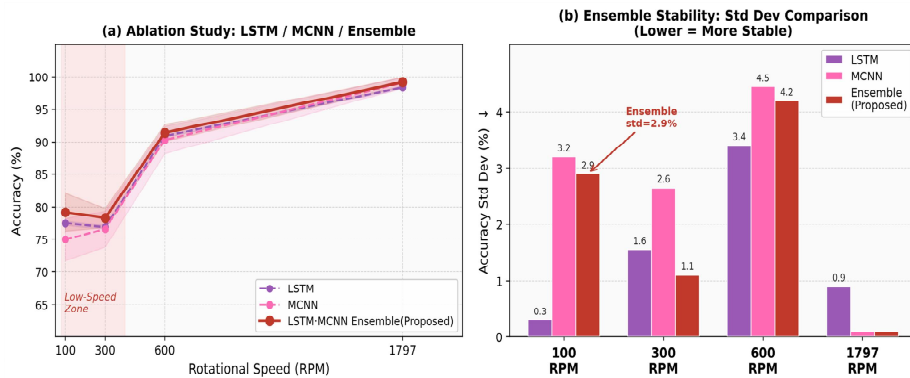 (a) Ablation Study: LSTM / MCNN / Ensemble
Accuracy (%)
100
95
90
85
80
75
70
65
Low-Speed
Zone
LSTM
MCNN
LSTM-MCNN Ensemble(Proposed)
100
300
600
1797
Rotational Speed (RPM)
(b) Ensemble Stability: Std Dev Comparison
(Lower = More Stable)
Accuracy Std Dev (%) ↓
4
3
2
1
0
LSTM
MCNN
Ensemble
(Proposed)
Ensemble
std=2.9%
0.3
3.2
2.9
1.6
2.6
1.1
3.4
4.5
4.2
0.9
100
RPM
300
RPM
600
RPM
1797
RPM